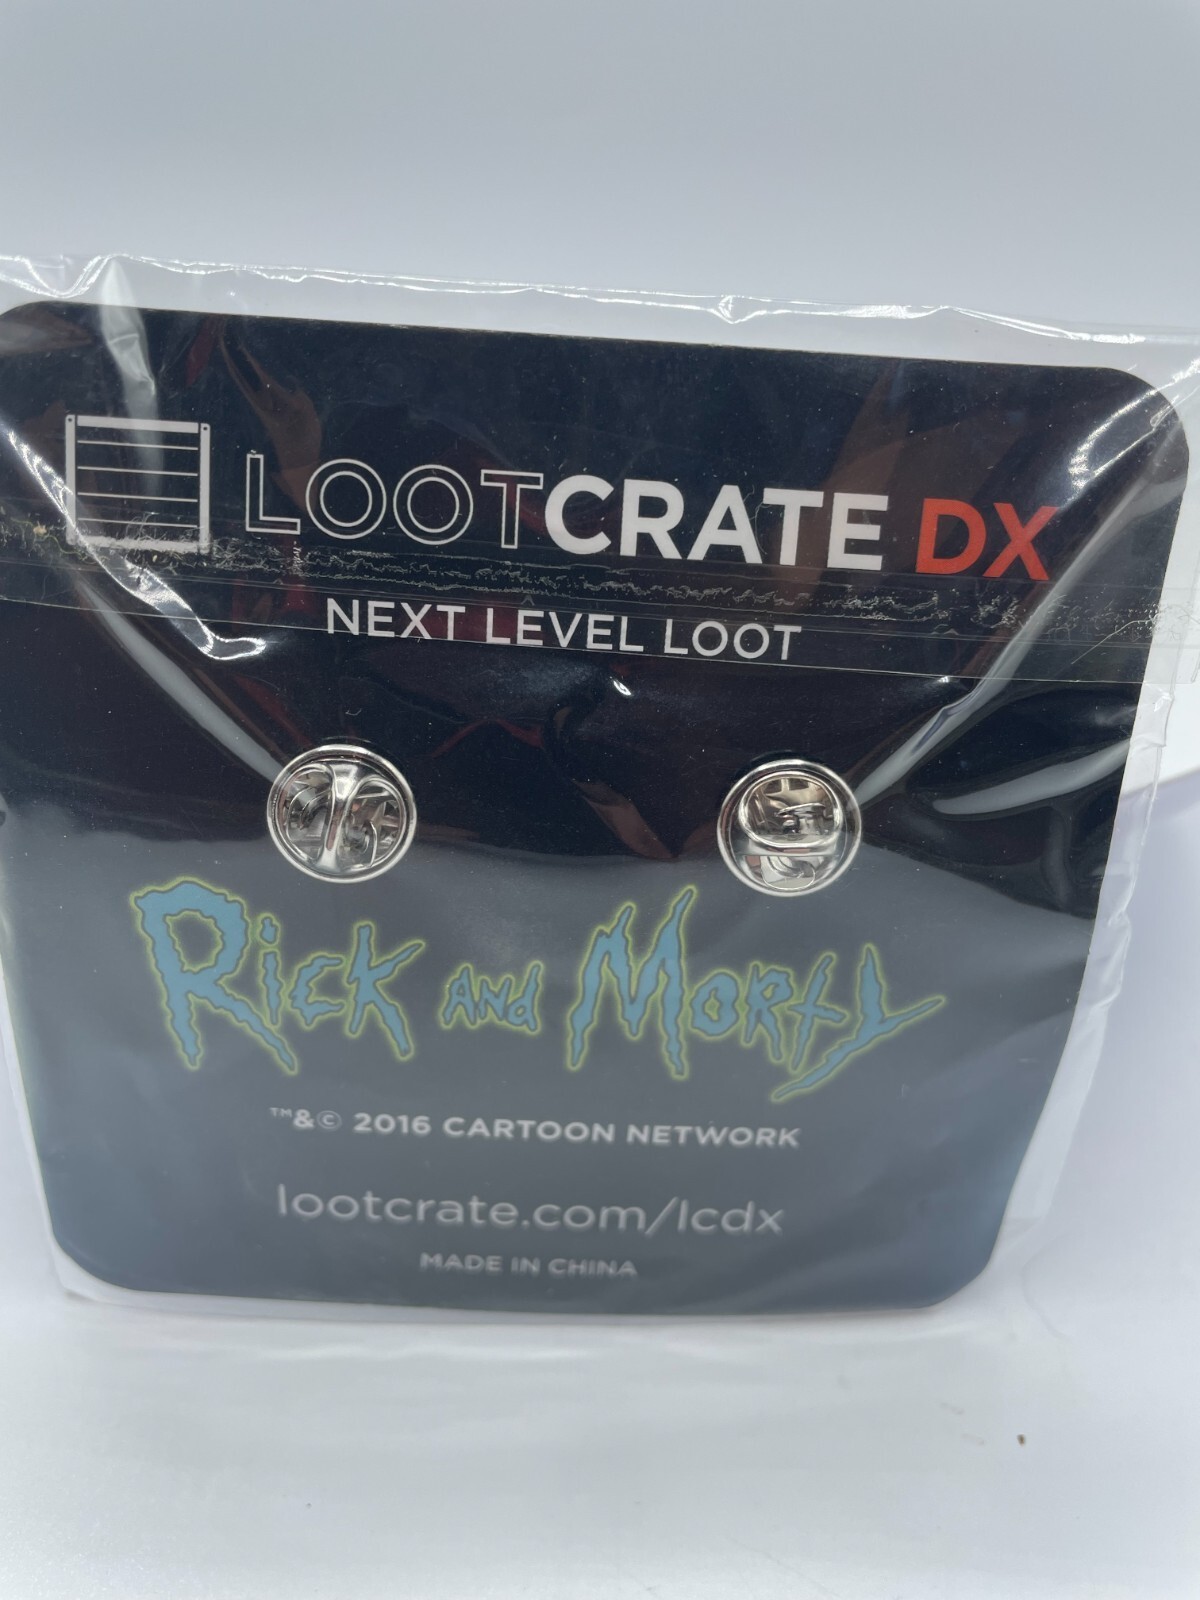 LOOTCRATE DX
NEXT LEVEL LOOT
Rick and Morty
™&© 2016 CARTOON NETWORK
lootcrate.com/lcdx
MADE IN CHINA